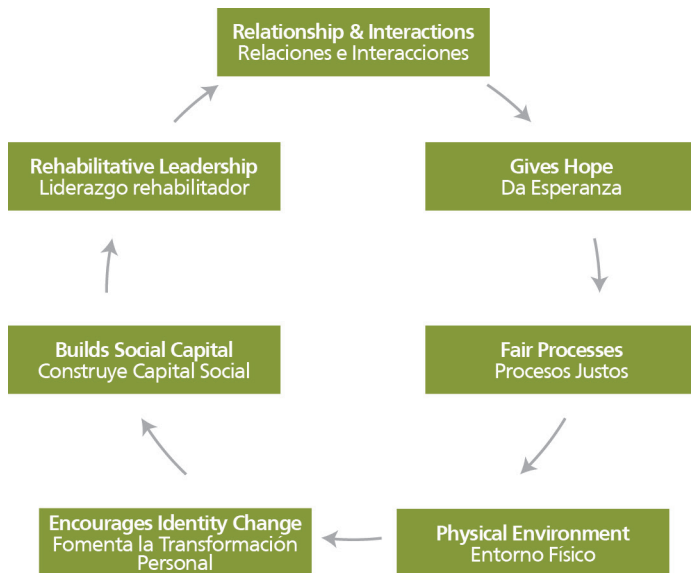 Relationship & Interactions
Relaciones e Interacciones
Rehabilitative Leadership
Liderazgo rehabilitador
Gives Hope
Da Esperanza
Builds Social Capital
Construye Capital Social
Fair Processes
Procesos Justos
Encourages Identity Change
Fomenta la Transformación
Personal
Physical Environment
Entorno Físico